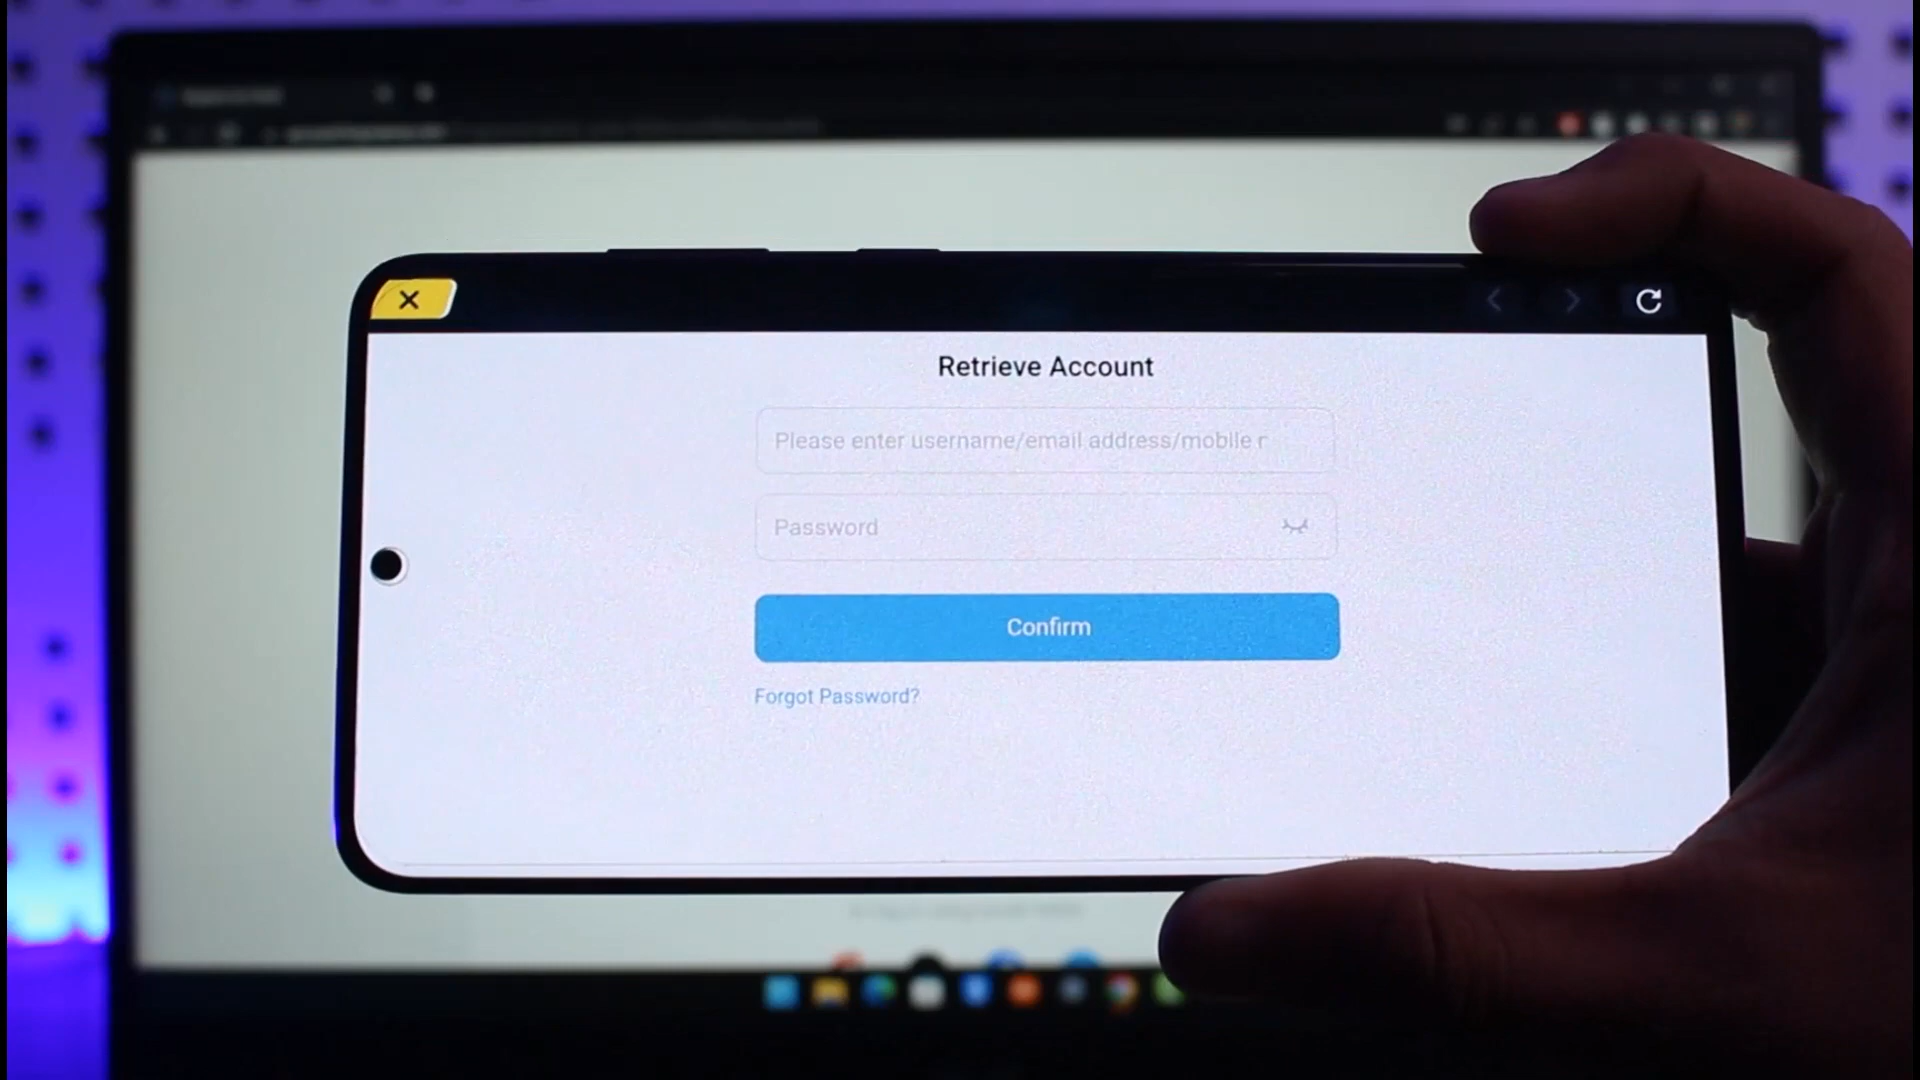 Retrieve Account
Please enter username/email address/mobile r
Password
Confirm
Forgot Password?